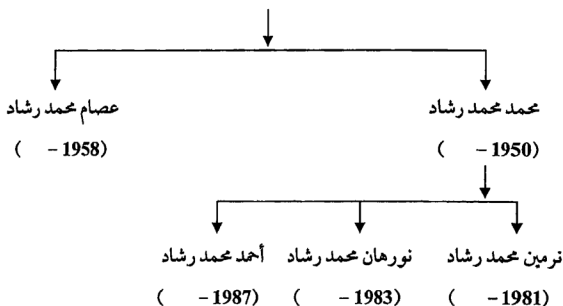 محمد محمد رشاد عصام محمد رشاد
(1950 - ) (1958 - )
نرمين محمد رشاد نورهان محمد رشاد أحمد محمد رشاد
(1981 - ) (1983 - ) (1987 - )